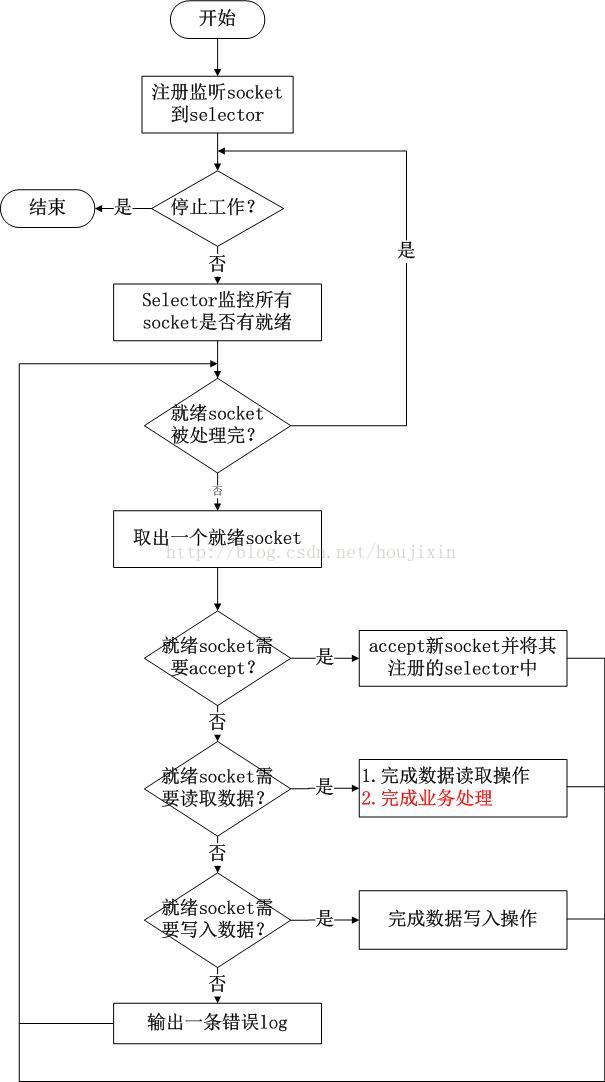 开始
注册监听socket
到selector
停止工作?
是
结束
否
是
Selector监控所有
socket是否有就绪
就绪socket
被处理完?
否
取出一个就绪socket
http://blog.csdn.net/houjixin
就绪socket需
要accept?
是
accept新socket并将其
注册的selector中
否
就绪socket需
要读取数据?
是
1.完成数据读取操作
2.完成业务处理
否
就绪socket需
要写入数据?
是
完成数据写入操作
否
输出一条错误log